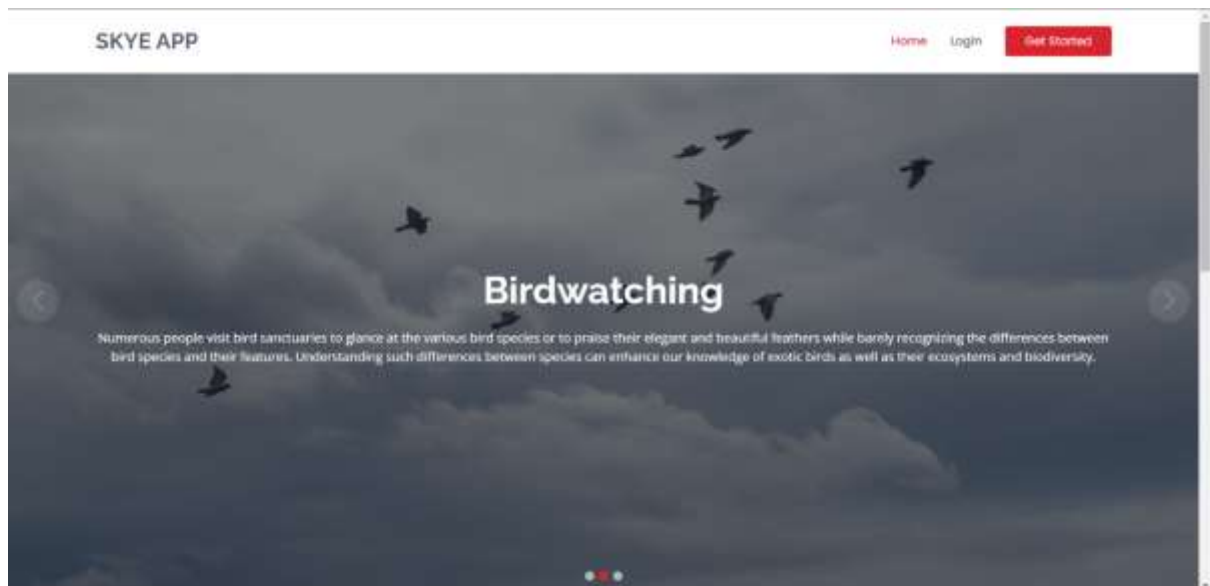 SKYE APP
Home Login Get Started
Birdwatching
Numerous people visit bird sanctuaries to glance at the various bird species or to praise their elegant and beautiful feathers while barely recognizing the differences between
bird species and their features. Understanding such differences between species can enhance our knowledge of exotic birds as well as their ecosystems and biodiversity.